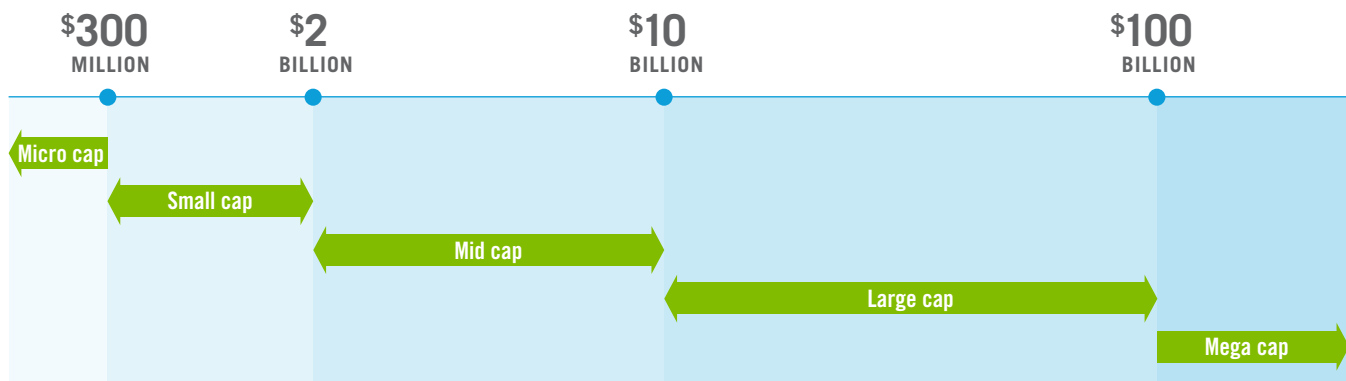 $300 $2 $10 $100
MILLION BILLION BILLION BILLION
Micro cap
Small cap
Mid cap
Large cap
Mega cap